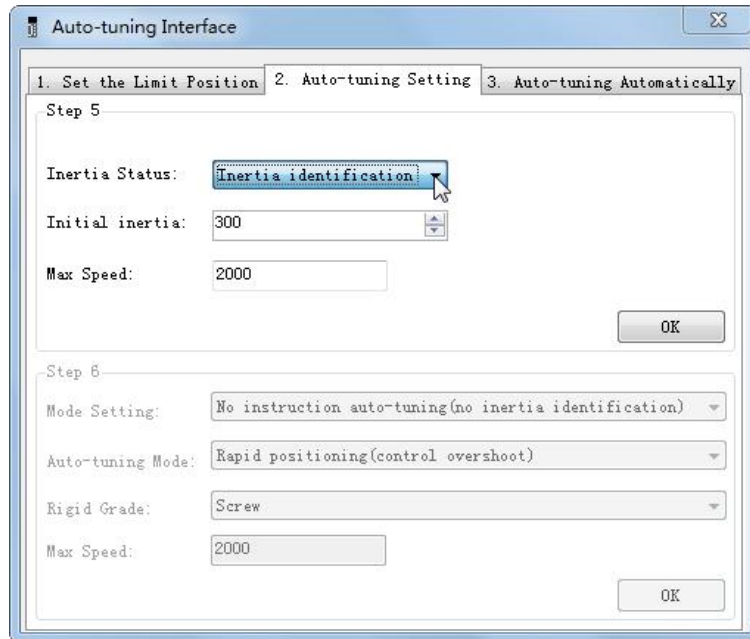 Auto-tuning Interface
1. Set the Limit Position 2. Auto-tuning Setting 3. Auto-tuning Automatically
Step 5
Inertia Status: Inertia identification
Initial inertia: 300
Max Speed: 2000
OK
Step 6
Mode Setting: No instruction auto-tuning(no inertia identification)
Auto-tuning Mode: Rapid positioning(control overshoot)
Rigid Grade: Screw
Max Speed: 2000
OK